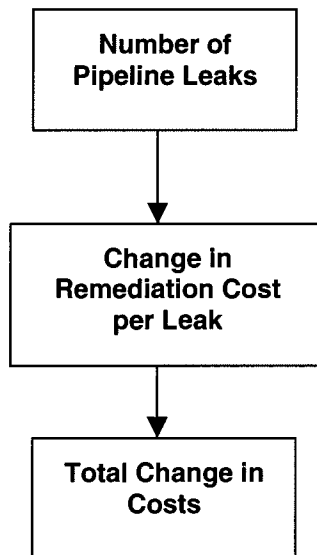 Number of
Pipeline Leaks
Change in
Remediation Cost
per Leak
Total Change in
Costs